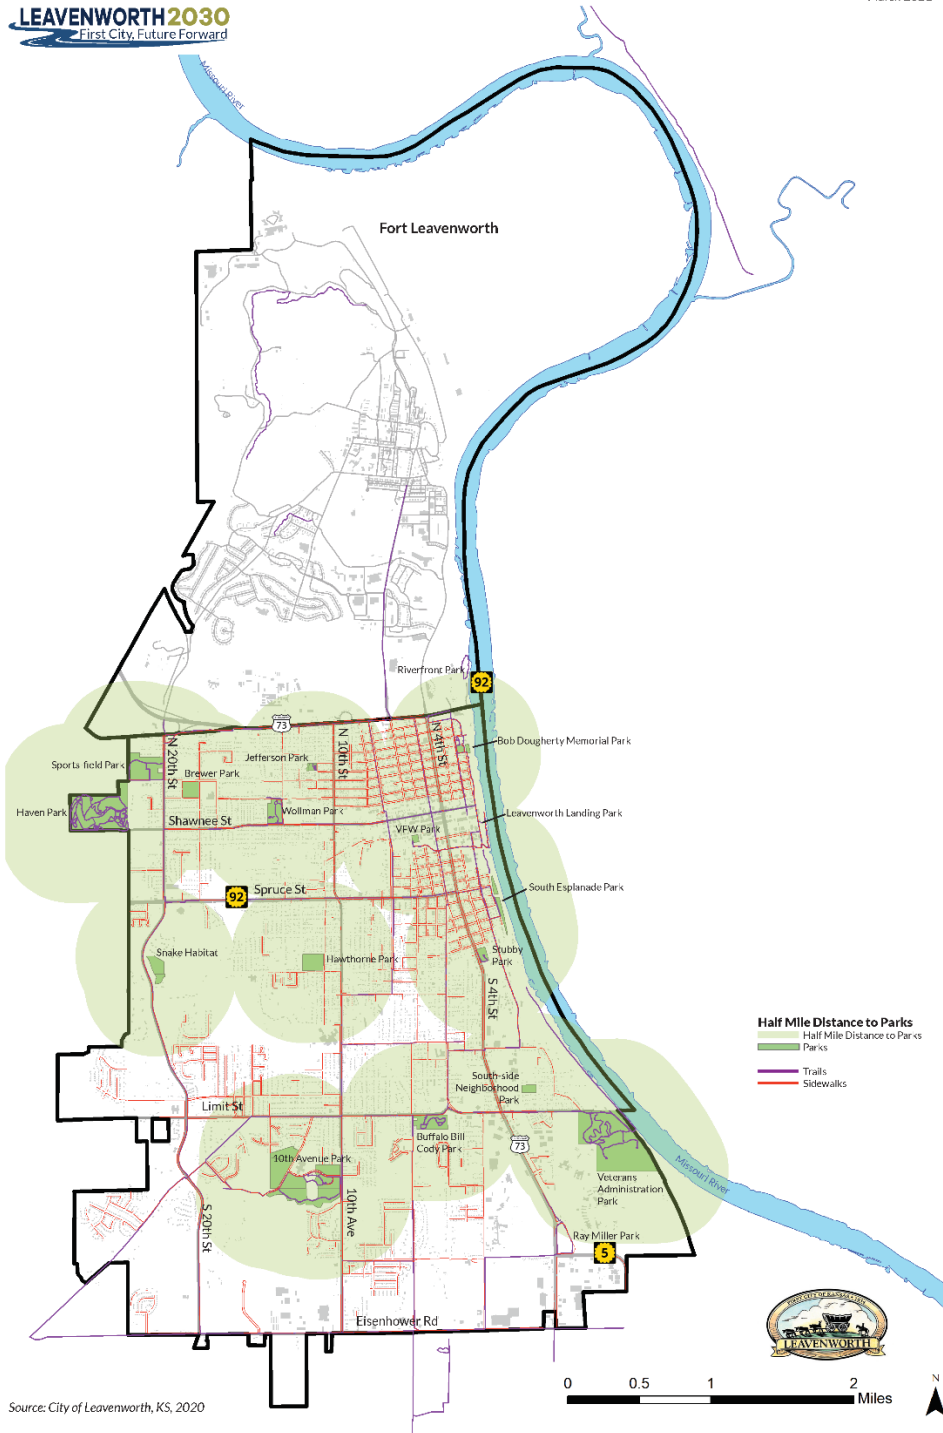 LEAVENWORTH2030
First City, Future Forward
Missouri River
Fort Leavenworth
Riverfront Park
92
73
N 20th St
N 10th St
N 4th St
Bob Dougherty Memorial Park
Sports field Park
Jefferson Park
Brewer Park
Haven Park
Wollman Park
Leavenworth Landing Park
Shawnee St
VFW Park
92
Spruce St
South Esplanade Park
Snake Habitat
Hawthorne Park
Stubby
Park
S 4th St
Half Mile Distance to Parks
Half Mile Distance to Parks
Parks
Trails
Sidewalks
South-side
Neighborhood
Park
Limit St
Buffalo Bill
Cody Park
73
10th Avenue Park
Missouri River
Veterans
Administration
Park
10th Ave
S 20th St
Ray Miller Park
5
Eisenhower Rd
LEAVENWORTH
0
0.5
1
2
Miles
N
Source: City of Leavenworth, KS, 2020